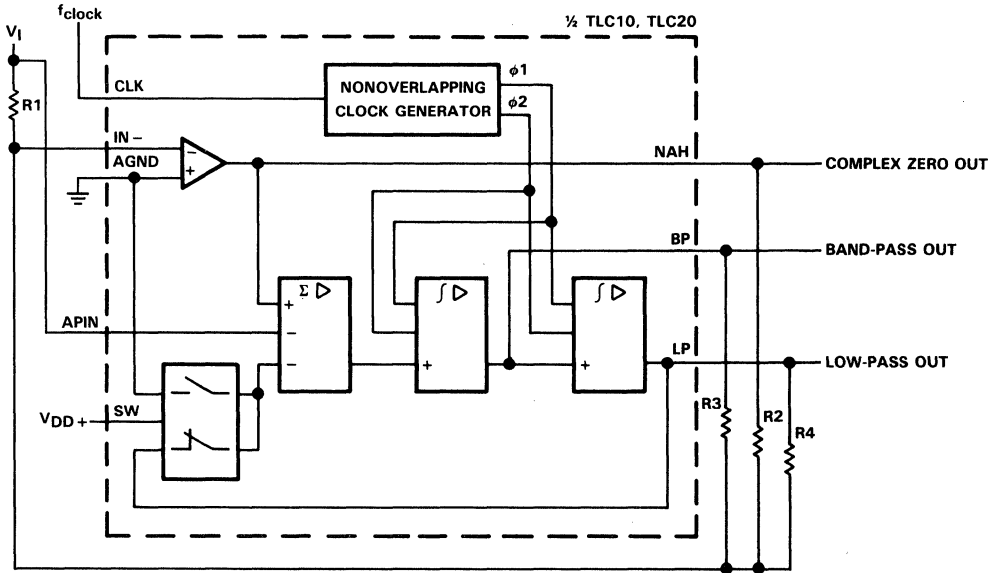 fclock
½ TLC10, TLC20
VI
CLK
NONOVERLAPPING
CLOCK GENERATOR
ϕ1
ϕ2
R1
IN −
AGND
−
+
NAH
COMPLEX ZERO OUT
BP
BAND-PASS OUT
Σ ▷
∫ ▷
∫ ▷
+
APIN
−
−
+
+
LP
LOW-PASS OUT
VDD +
SW
R3
R2
R4